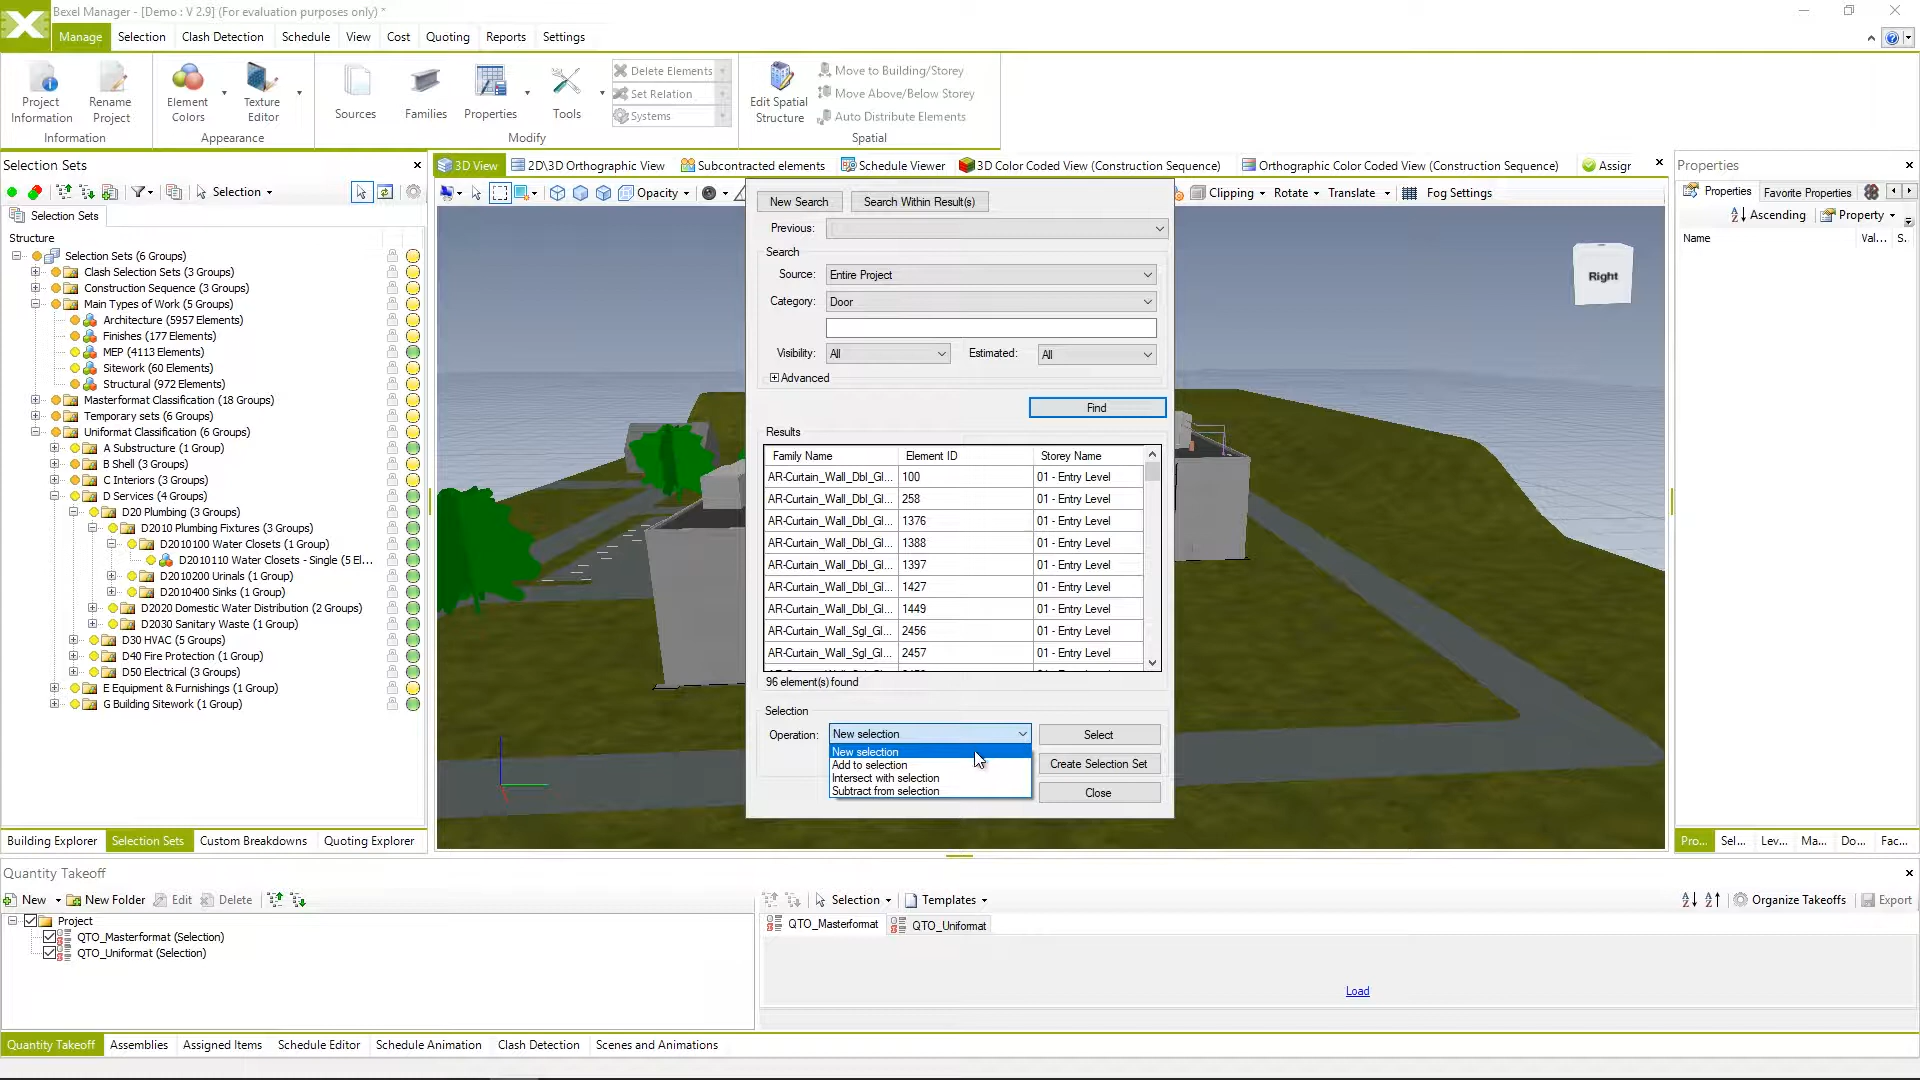 Bexel Manager - [Demo : V 2.9] (For evaluation purposes only) *
Manage Selection Clash Detection Schedule View Cost Quoting Reports Settings
Project Information
Rename Project
Element Colors
Texture Editor
Sources
Families
Properties
Tools
Delete Elements
Set Relation
Systems
Edit Spatial Structure
Move to Building/Storey
Move Above/Below Storey
Auto Distribute Elements
Information Appearance Modify Spatial
Selection Sets
Selection
Selection Sets
Structure
Selection Sets (6 Groups)
Clash Selection Sets (3 Groups)
Construction Sequence (3 Groups)
Main Types of Work (5 Groups)
Architecture (5957 Elements)
Finishes (177 Elements)
MEP (4113 Elements)
Sitework (60 Elements)
Structural (972 Elements)
Masterformat Classification (18 Groups)
Temporary sets (6 Groups)
Uniformat Classification (6 Groups)
A Substructure (1 Group)
B Shell (3 Groups)
C Interiors (3 Groups)
D Services (4 Groups)
D20 Plumbing (3 Groups)
D2010 Plumbing Fixtures (3 Groups)
D2010100 Water Closets (1 Group)
D2010110 Water Closets - Single (5 El...
D2010200 Urinals (1 Group)
D2010400 Sinks (1 Group)
D2020 Domestic Water Distribution (2 Groups)
D2030 Sanitary Waste (1 Group)
D30 HVAC (5 Groups)
D40 Fire Protection (1 Group)
D50 Electrical (3 Groups)
E Equipment & Furnishings (1 Group)
G Building Sitework (1 Group)
Building Explorer Selection Sets Custom Breakdowns Quoting Explorer
3D View 2D\3D Orthographic View Subcontracted elements Schedule Viewer 3D Color Coded View (Construction Sequence) Orthographic Color Coded View (Construction Sequence) Assign
Opacity Clipping Rotate Translate Fog Settings
New Search Search Within Result(s)
Previous:
Search
Source: Entire Project
Category: Door
Visibility: All Estimated: All
Advanced
Find
Results
Family Name Element ID Storey Name
AR-Curtain_Wall_Dbl_Gl... 100 01 - Entry Level
AR-Curtain_Wall_Dbl_Gl... 258 01 - Entry Level
AR-Curtain_Wall_Dbl_Gl... 1376 01 - Entry Level
AR-Curtain_Wall_Dbl_Gl... 1388 01 - Entry Level
AR-Curtain_Wall_Dbl_Gl... 1397 01 - Entry Level
AR-Curtain_Wall_Dbl_Gl... 1427 01 - Entry Level
AR-Curtain_Wall_Dbl_Gl... 1449 01 - Entry Level
AR-Curtain_Wall_Sgl_Gl... 2456 01 - Entry Level
AR-Curtain_Wall_Sgl_Gl... 2457 01 - Entry Level
96 element(s) found
Selection
Operation: New selection Select
New selection
Add to selection
Intersect with selection
Subtract from selection
Create Selection Set
Close
Right
Properties
Properties Favorite Properties
Ascending Property
Name Val... S.
Pro... Sel... Lev... Ma... Do... Fac...
Quantity Takeoff
New New Folder Edit Delete
Project
QTO_Masterformat (Selection)
QTO_Uniformat (Selection)
Selection Templates Organize Takeoffs Export
QTO_Masterformat QTO_Uniformat
Load
Quantity Takeoff Assemblies Assigned Items Schedule Editor Schedule Animation Clash Detection Scenes and Animations